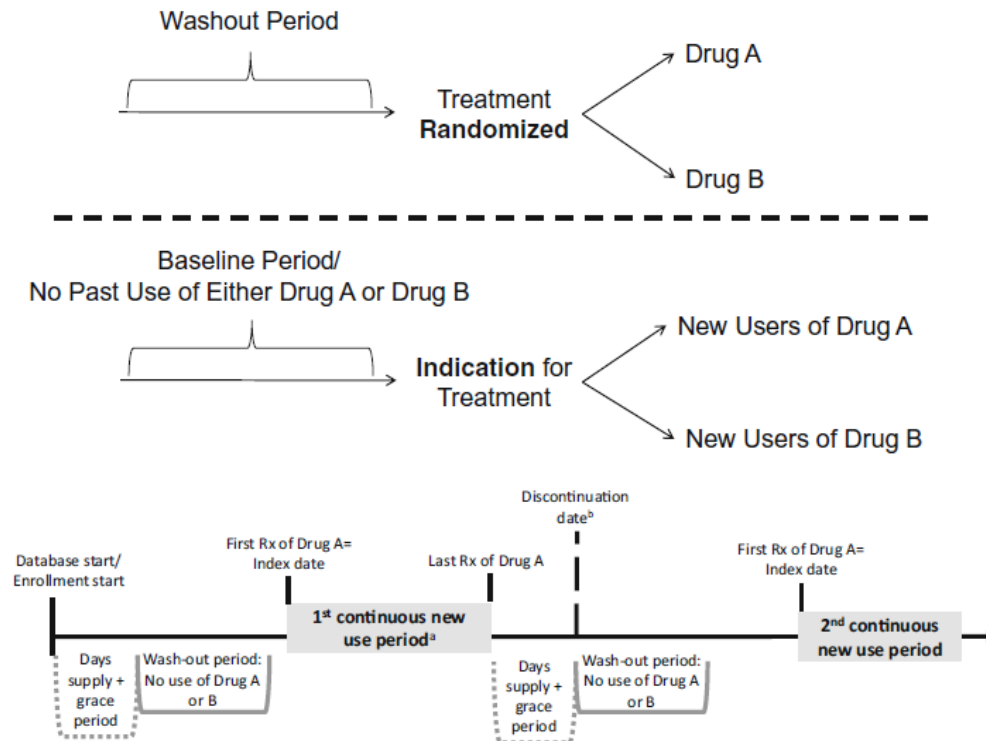 Washout Period
Drug A
Treatment
Randomized
Drug B
Baseline Period/
No Past Use of Either Drug A or Drug B
New Users of Drug A
Indication for
Treatment
New Users of Drug B
Discontinuation
dateᵇ
Database start/
Enrollment start
First Rx of Drug A=
Index date
Last Rx of Drug A
First Rx of Drug A=
Index date
1ˢᵗ continuous new
use periodᵃ
2ⁿᵈ continuous
new use period
Days
supply +
grace
period
Wash-out period:
No use of Drug A
or B
Days
supply +
grace
period
Wash-out period:
No use of Drug A
or B